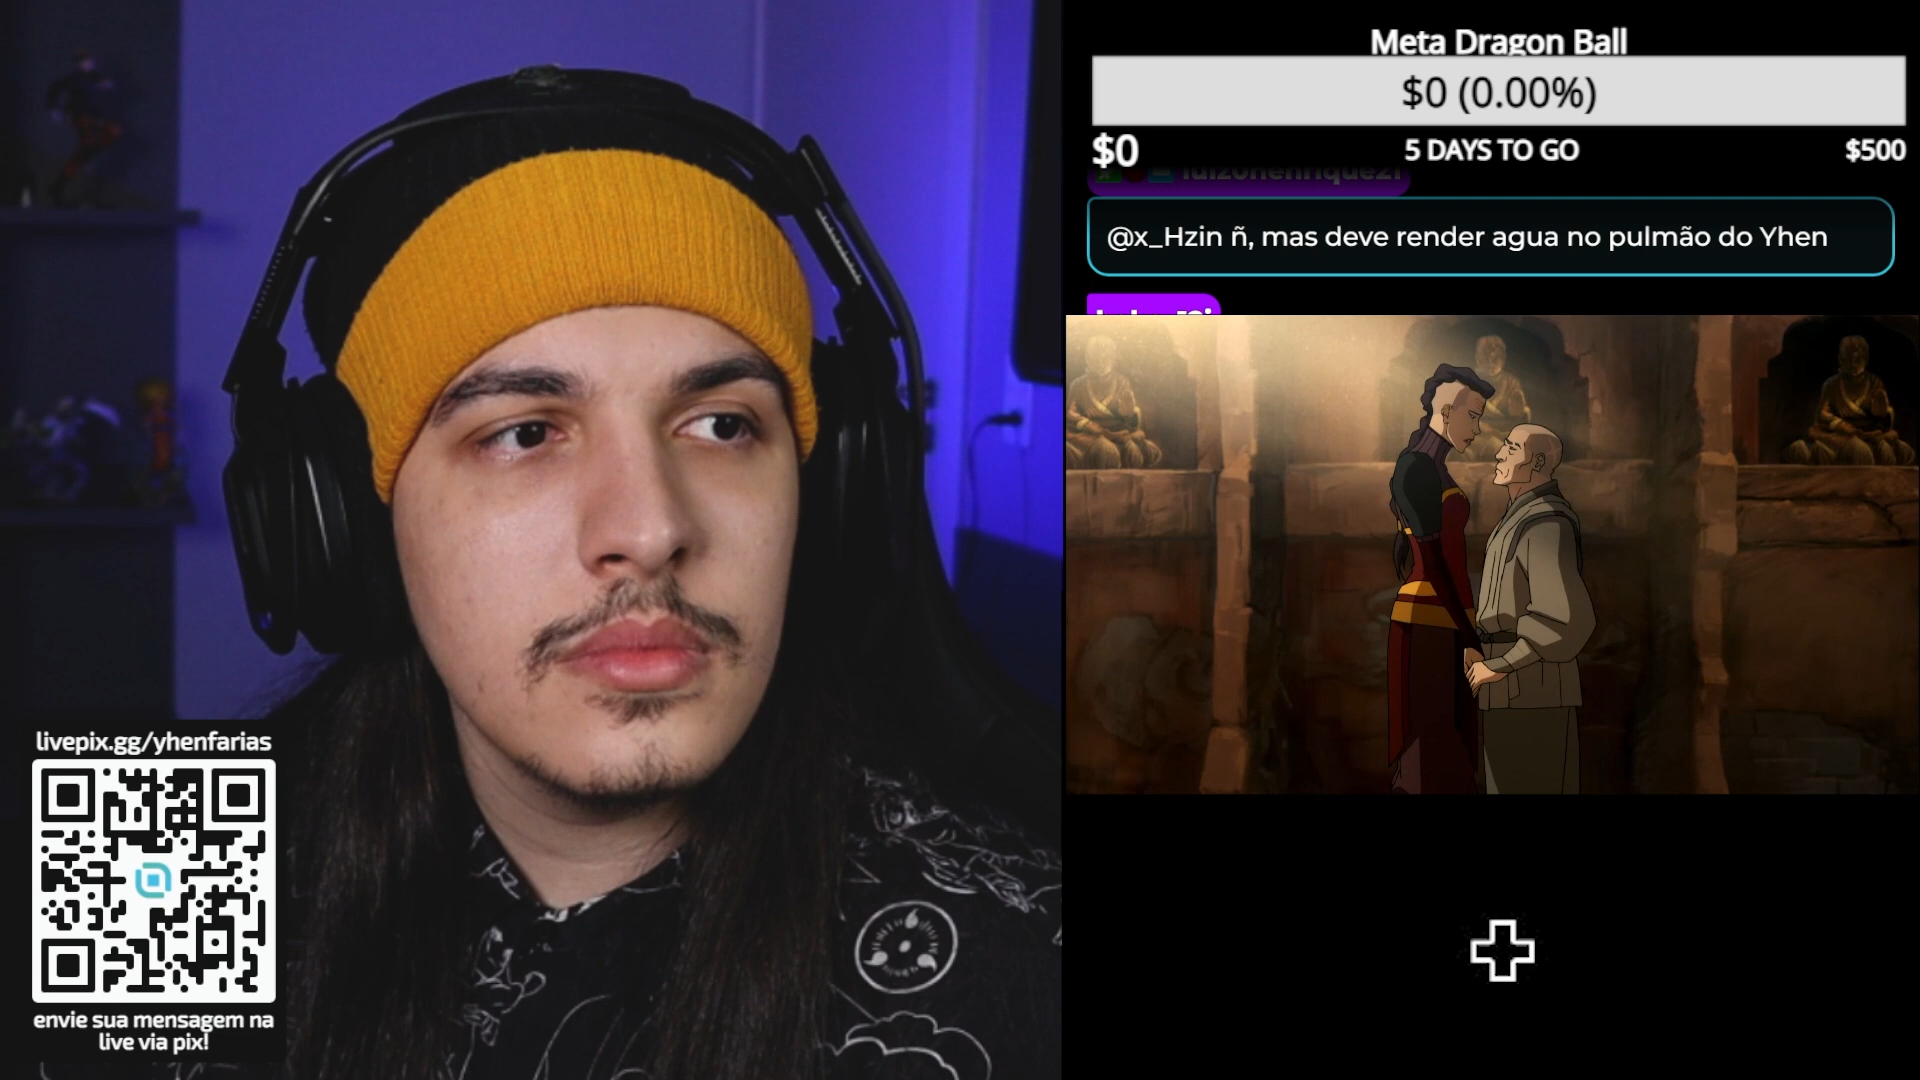 Meta Dragon Ball
$0 (0.00%)
$0
5 DAYS TO GO
$500
luizohenrique21
@x_Hzin ñ, mas deve render agua no pulmão do Yhen
livepix.gg/yhenfarias
envie sua mensagem na
live via pix!